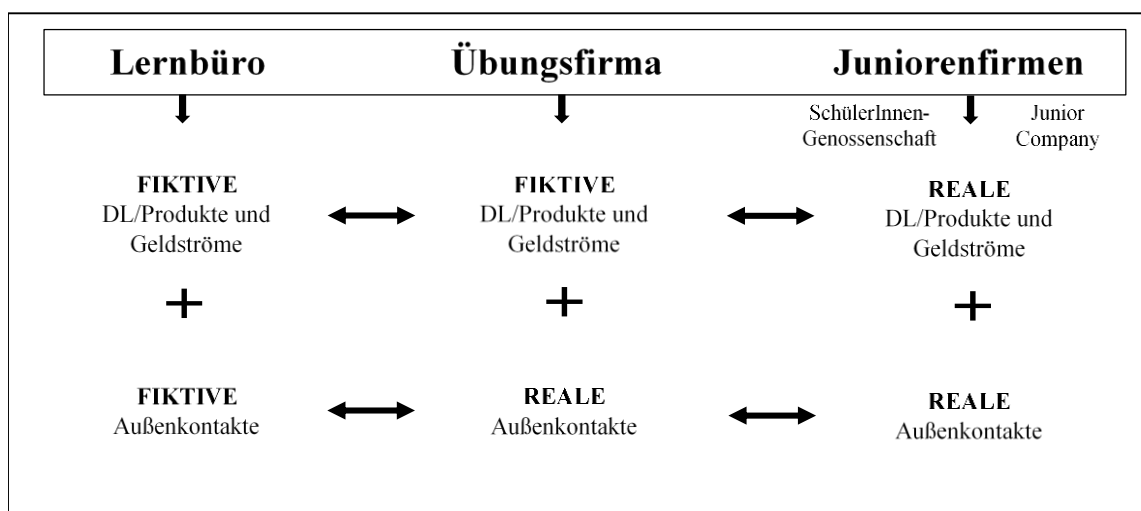 Lernbüro
Übungsfirma
Juniorenfirmen
SchülerInnen-
Genossenschaft
Junior
Company
FIKTIVE
DL/Produkte und
Geldströme
FIKTIVE
DL/Produkte und
Geldströme
REALE
DL/Produkte und
Geldströme
+
+
+
FIKTIVE
Außenkontakte
REALE
Außenkontakte
REALE
Außenkontakte